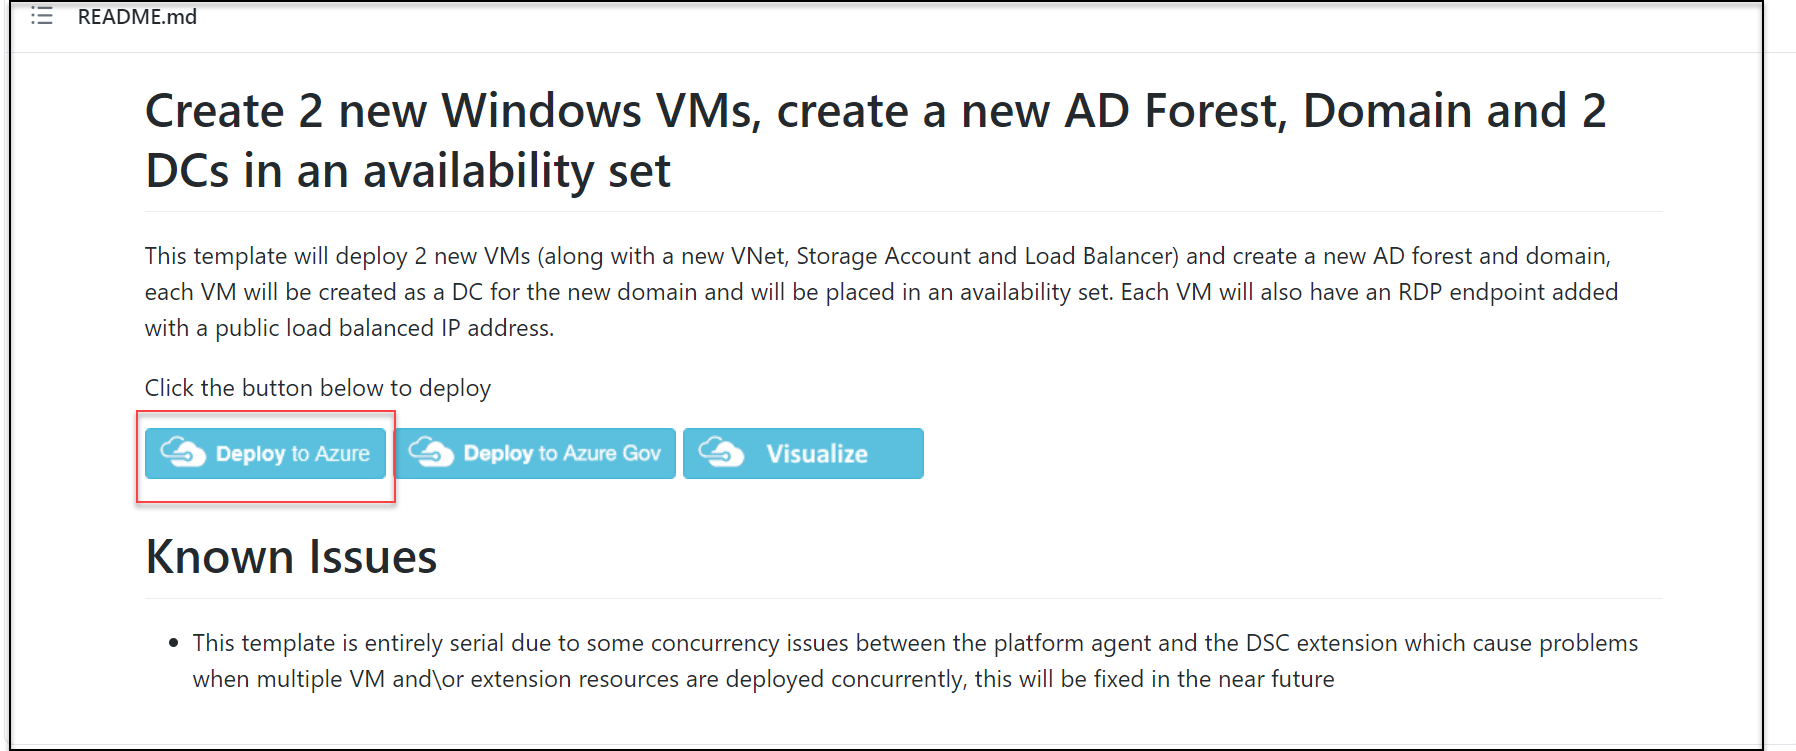 README.md
Create 2 new Windows VMs, create a new AD Forest, Domain and 2
DCs in an availability set
This template will deploy 2 new VMs (along with a new VNet, Storage Account and Load Balancer) and create a new AD forest and domain,
each VM will be created as a DC for the new domain and will be placed in an availability set. Each VM will also have an RDP endpoint added
with a public load balanced IP address.
Click the button below to deploy
Deploy to Azure Deploy to Azure Gov Visualize
Known Issues
• This template is entirely serial due to some concurrency issues between the platform agent and the DSC extension which cause problems
when multiple VM and\or extension resources are deployed concurrently, this will be fixed in the near future